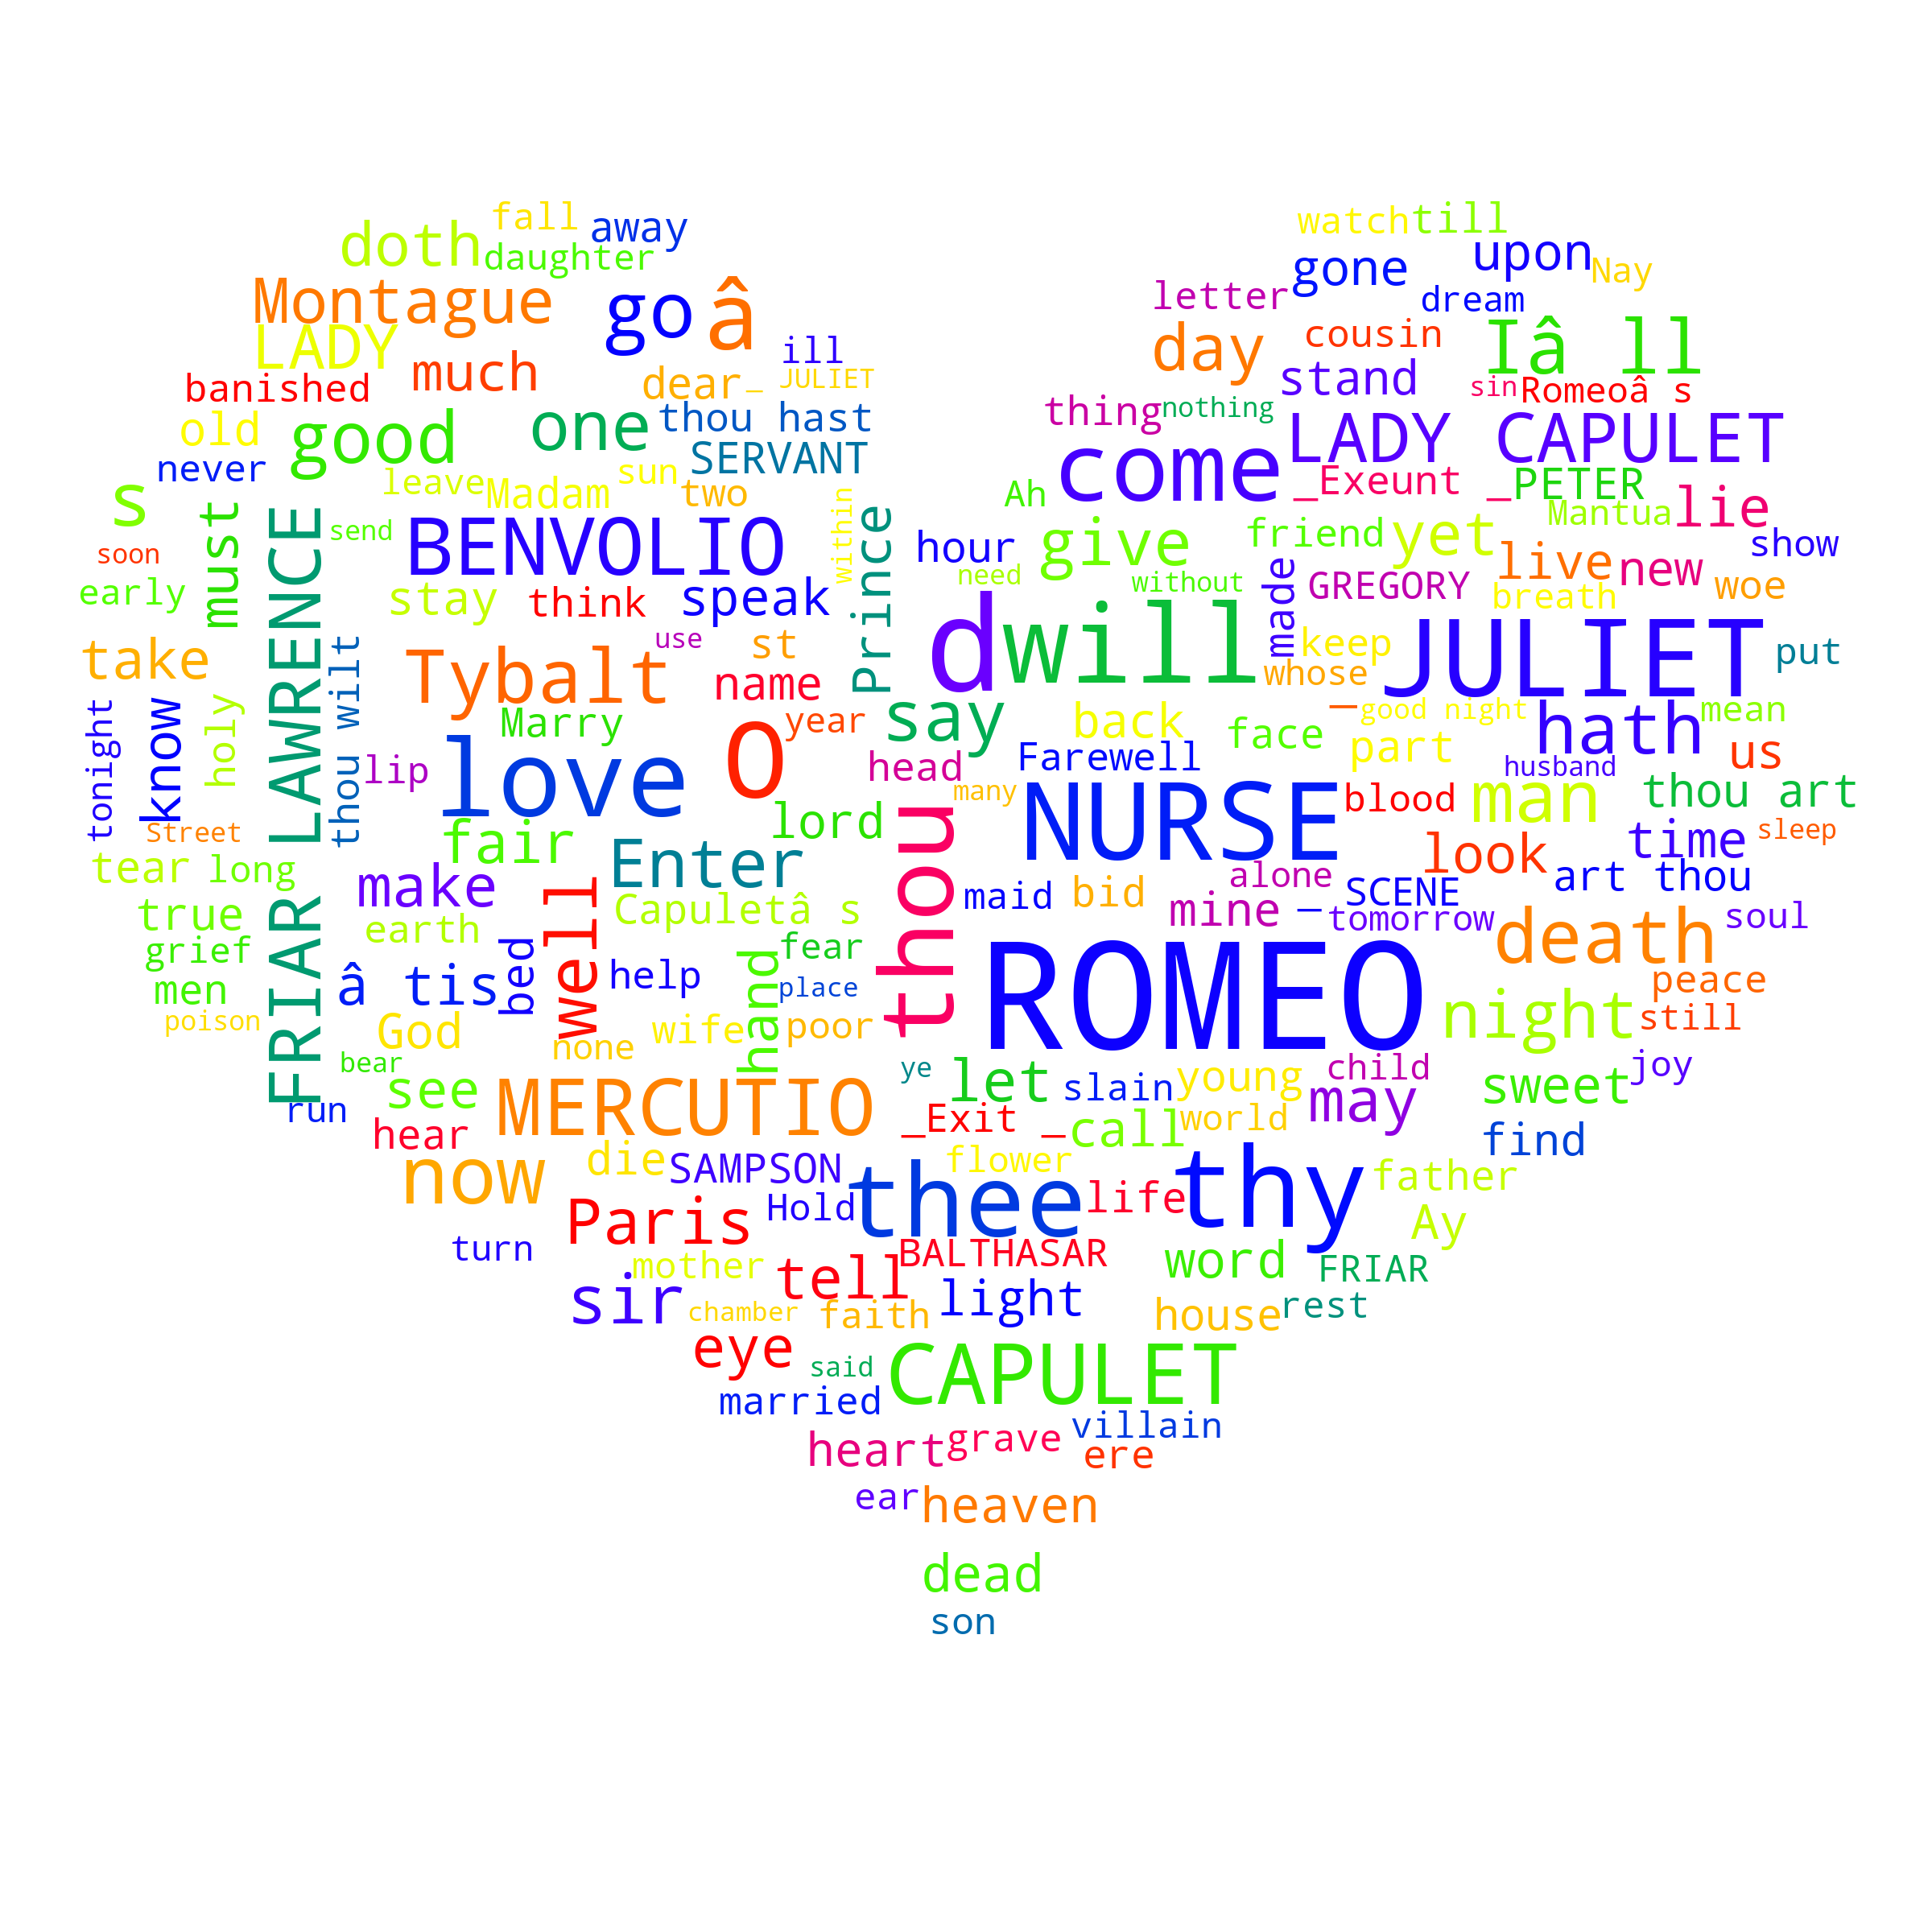 fall away
doth daughter
watch till
upon
gone Nay
Montague go â
letter dream
LADY much ill
day cousin Iâ ll
banished dear _ JULIET
stand sin Romeoâ s
old good one thou hast
thing nothing LADY CAPULET
never SERVANT
come _Exeunt _ PETER
s leave Madam sun two
Ah Mantua lie
must FRIAR LAWRENCE send BENVOLIO within Prince
hour give friend yet show
soon early stay think speak
need without made GREGORY live new woe
breath
take thou wilt Tybalt use st name
d will keep whose JULIET put
tonight know holy Marry year
say back face _ good night hath mean
lip love O
head Farewell part husband us
Street fair lord
many NURSE blood man thou art
tear long Enter
thou look time sleep
make well Capuletâ s
maid bid alone SCENE art thou
true earth fear
mine _ tomorrow death soul
grief â tis bed help hand place
ROMEO peace
men God wife poor
night still
poison none
bear see MERCUTIO ye let slain young child may sweet joy
run hear _Exit _ call world find
now die SAMPSON flower thee thy father
Paris Hold life Ay
turn mother tell BALTHASAR word FRIAR
sir chamber faith light house rest
eye said CAPULET
married villain
heart grave ere
ear heaven
dead
son